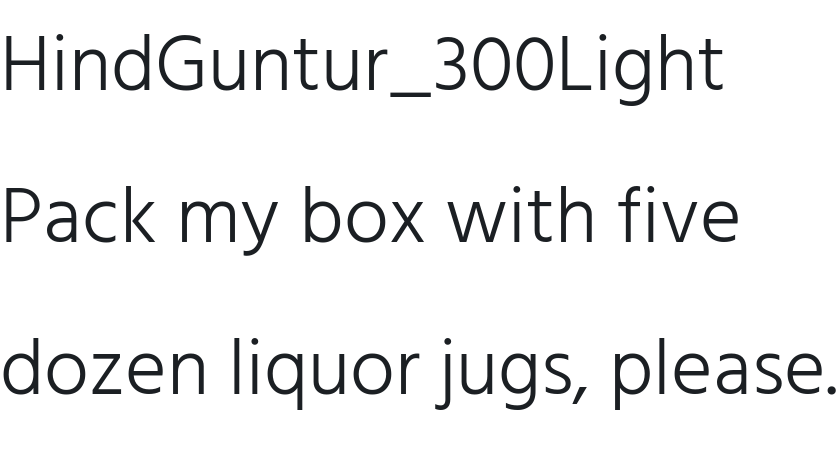 HindGuntur_300Light
Pack my box with five
dozen liquor jugs, please.